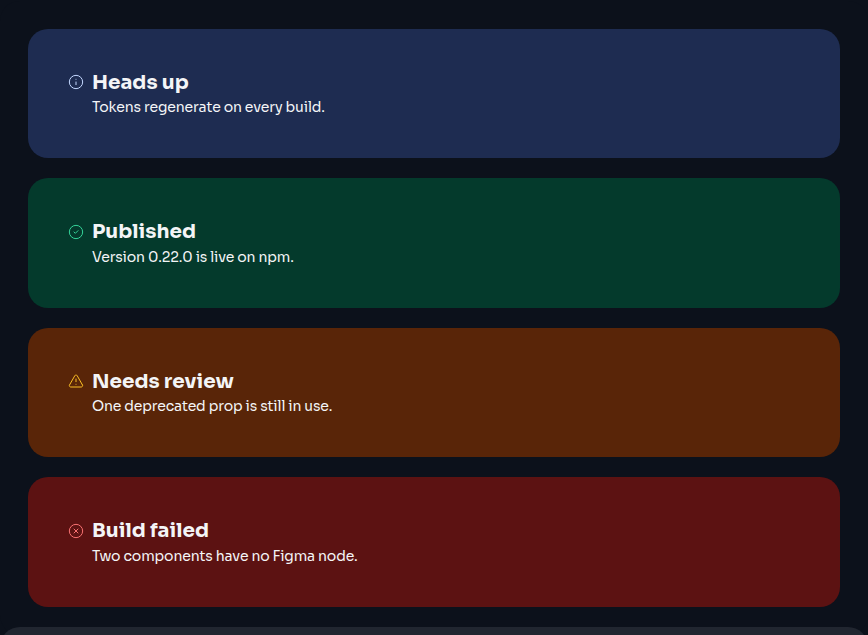 Heads up
Tokens regenerate on every build.
Published
Version 0.22.0 is live on npm.
Needs review
One deprecated prop is still in use.
Build failed
Two components have no Figma node.